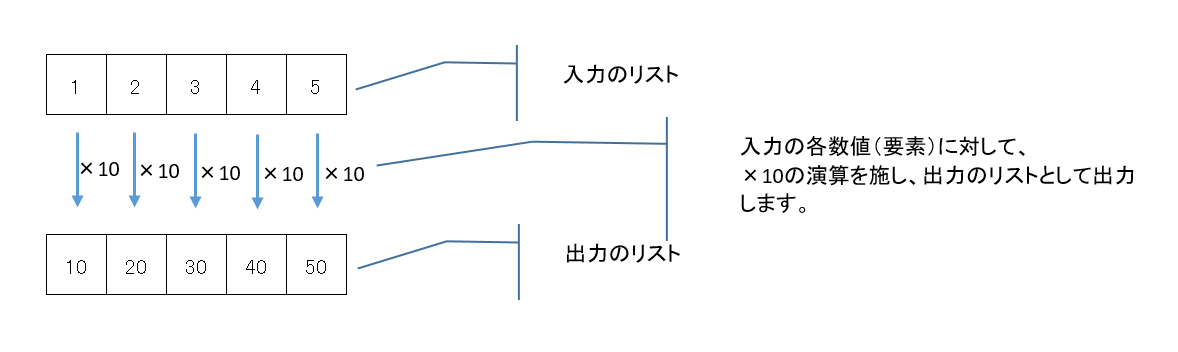 1 2 3 4 5
入力のリスト
×10 ×10 ×10 ×10 ×10
入力の各数値(要素)に対して、
×10の演算を施し、出力のリストとして出力
します。
10 20 30 40 50
出力のリスト